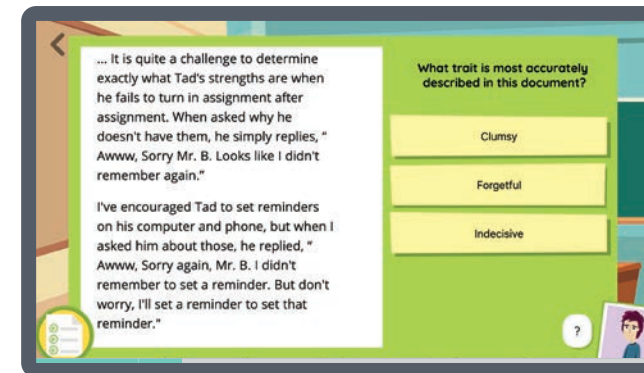 ... It is quite a challenge to determine
exactly what Tad's strengths are when
he fails to turn in assignment after
assignment. When asked why he
doesn't have them, he simply replies, "
Awww, Sorry Mr. B. Looks like I didn't
remember again."
I've encouraged Tad to set reminders
on his computer and phone, but when I
asked him about those, he replied, "
Awww, Sorry again, Mr. B. I didn't
remember to set a reminder. But don't
worry, I'll set a reminder to set that
reminder."
What trait is most accurately
described in this document?
Clumsy
Forgetful
Indecisive
?